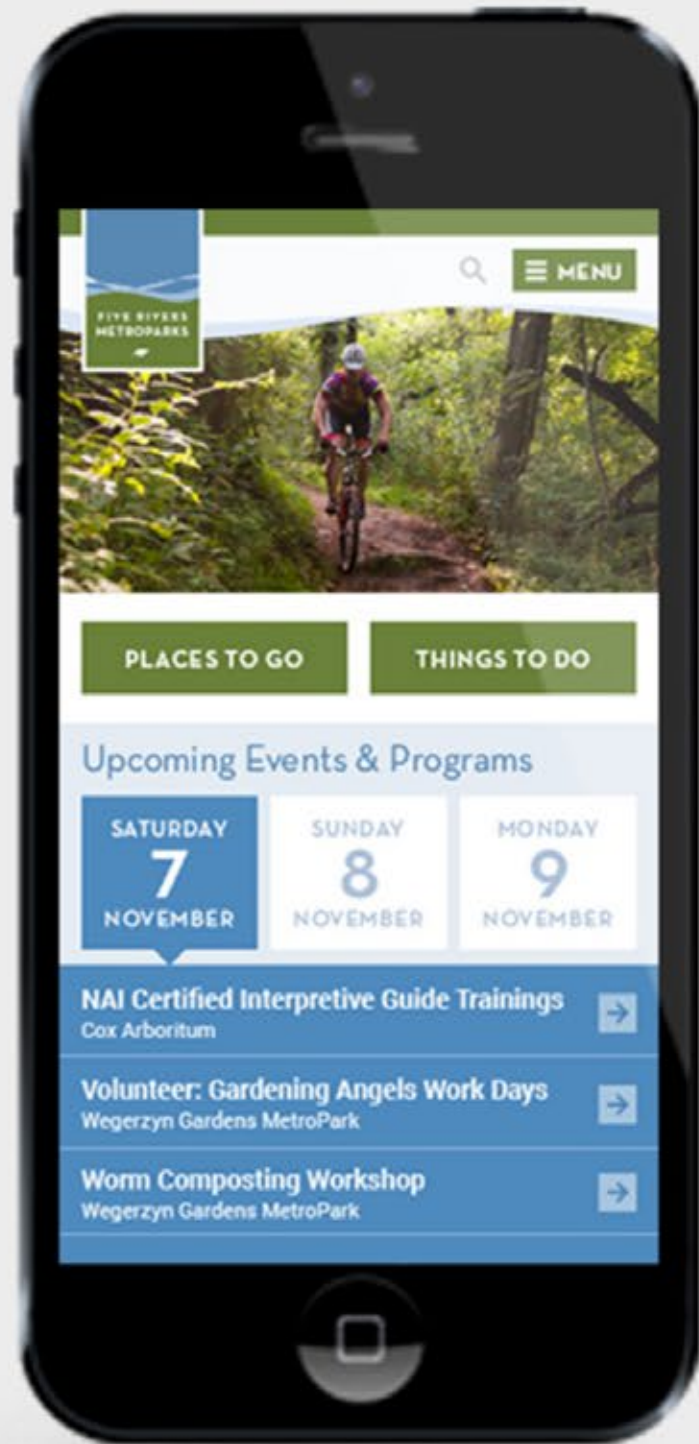 FIVE RIVERS
METROPARKS
MENU
PLACES TO GO
THINGS TO DO
Upcoming Events & Programs
SATURDAY
7
NOVEMBER
SUNDAY
8
NOVEMBER
MONDAY
9
NOVEMBER
NAI Certified Interpretive Guide Trainings
Cox Arboritum
Volunteer: Gardening Angels Work Days
Wegerzyn Gardens MetroPark
Worm Composting Workshop
Wegerzyn Gardens MetroPark